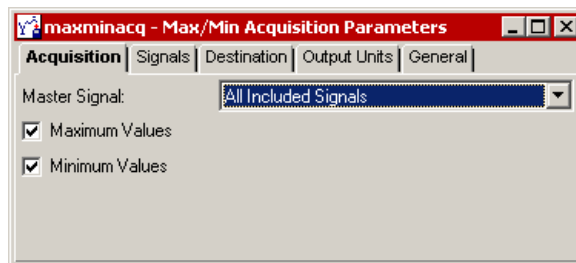 maxminacq - Max/Min Acquisition Parameters
Acquisition Signals Destination Output Units General
Master Signal: All Included Signals
Maximum Values
Minimum Values